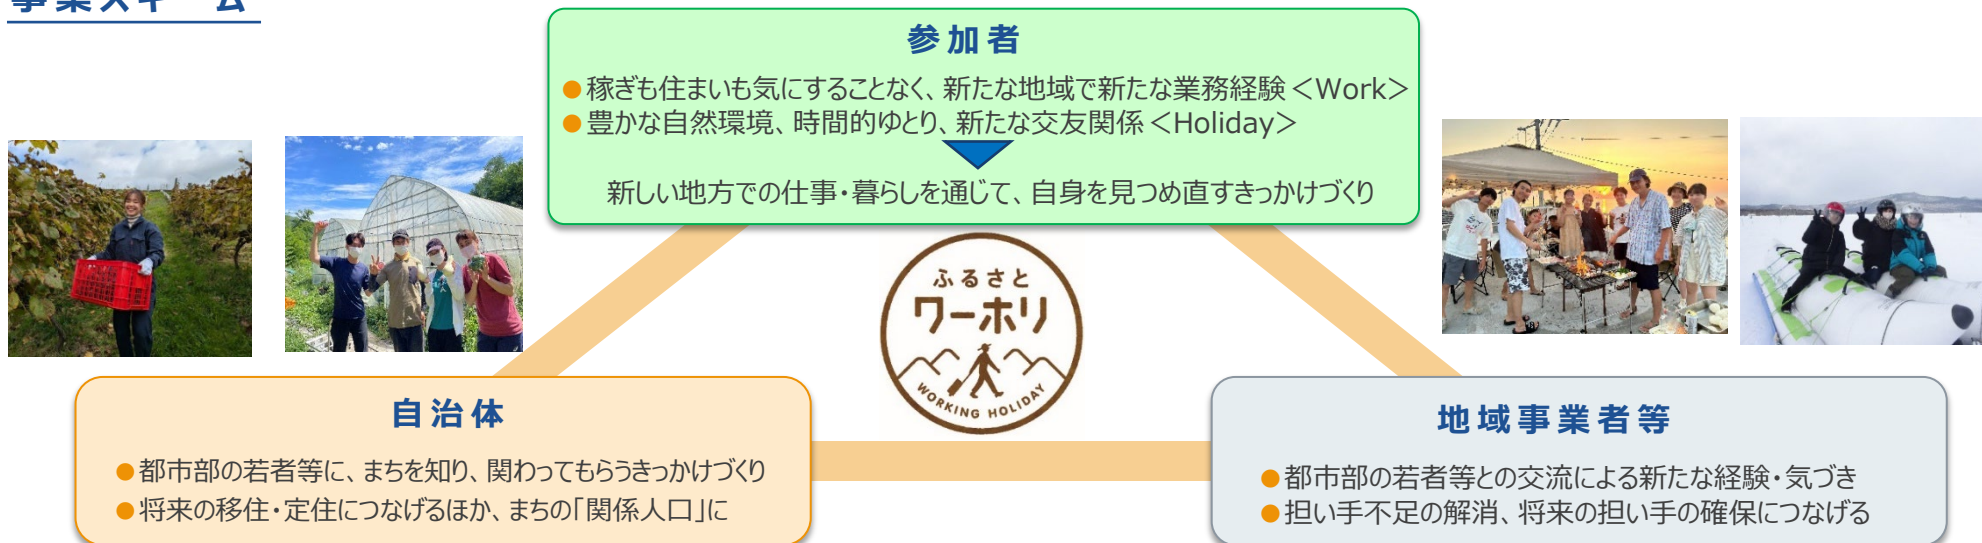 事業スキーム
参加者
●稼ぎも住まいも気にすることなく、新たな地域で新たな業務経験＜Work＞
●豊かな自然環境、時間的ゆとり、新たな交友関係＜Holiday＞
新しい地方での仕事・暮らしを通じて、自身を見つめ直すきっかけづくり
ふるさと
ワーホリ
WORKING HOLIDAY
自治体
●都市部の若者等に、まちを知り、関わってもらうきっかけづくり
●将来の移住・定住につなげるほか、まちの「関係人口」に
地域事業者等
●都市部の若者等との交流による新たな経験・気づき
●担い手不足の解消、将来の担い手の確保につなげる